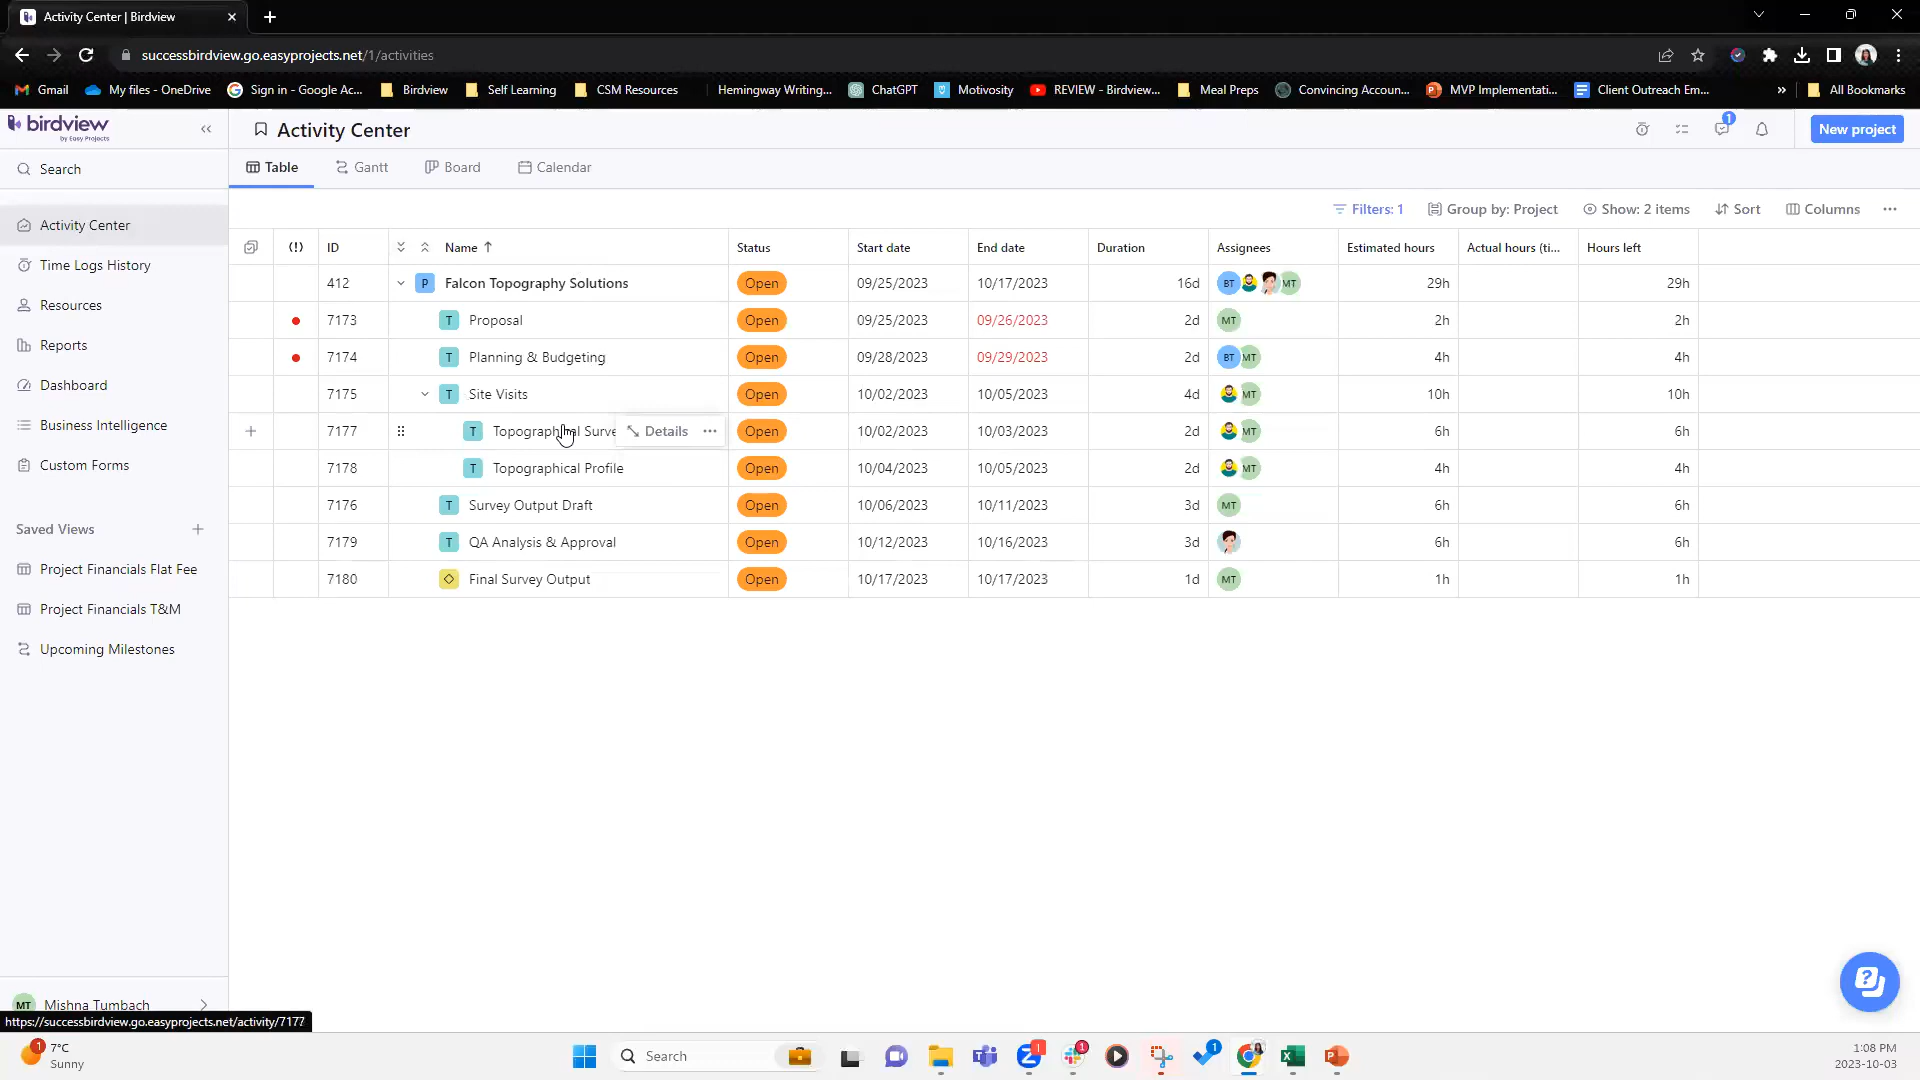 Activity Center | Birdview
successbirdview.go.easyprojects.net/1/activities
Gmail My files - OneDrive Sign in - Google Ac... Birdview Self Learning CSM Resources Hemingway Writing... ChatGPT Motivosity REVIEW - Birdview... Meal Preps Convincing Accoun... MVP Implementati... Client Outreach Em... » All Bookmarks
birdview
by Easy Projects
Activity Center
1
New project
Search
Table Gantt Board Calendar
Filters: 1 Group by: Project Show: 2 items Sort Columns
Activity Center
Time Logs History
Resources
Reports
Dashboard
Business Intelligence
Custom Forms
Saved Views
Project Financials Flat Fee
Project Financials T&M
Upcoming Milestones
(!) ID Name Status Start date End date Duration Assignees Estimated hours Actual hours (ti... Hours left
412 P Falcon Topography Solutions Open 09/25/2023 10/17/2023 16d BT MT 29h 29h
7173 T Proposal Open 09/25/2023 09/26/2023 2d MT 2h 2h
7174 T Planning & Budgeting Open 09/28/2023 09/29/2023 2d BT MT 4h 4h
7175 T Site Visits Open 10/02/2023 10/05/2023 4d MT 10h 10h
7177 T Topographical Surve Details Open 10/02/2023 10/03/2023 2d MT 6h 6h
7178 T Topographical Profile Open 10/04/2023 10/05/2023 2d MT 4h 4h
7176 T Survey Output Draft Open 10/06/2023 10/11/2023 3d MT 6h 6h
7179 T QA Analysis & Approval Open 10/12/2023 10/16/2023 3d 6h 6h
7180 Final Survey Output Open 10/17/2023 10/17/2023 1d MT 1h 1h
MT Mishna Tumbach
https://successbirdview.go.easyprojects.net/activity/7177
1
7°C
Sunny
Search
1
1
1
1:08 PM
2023-10-03